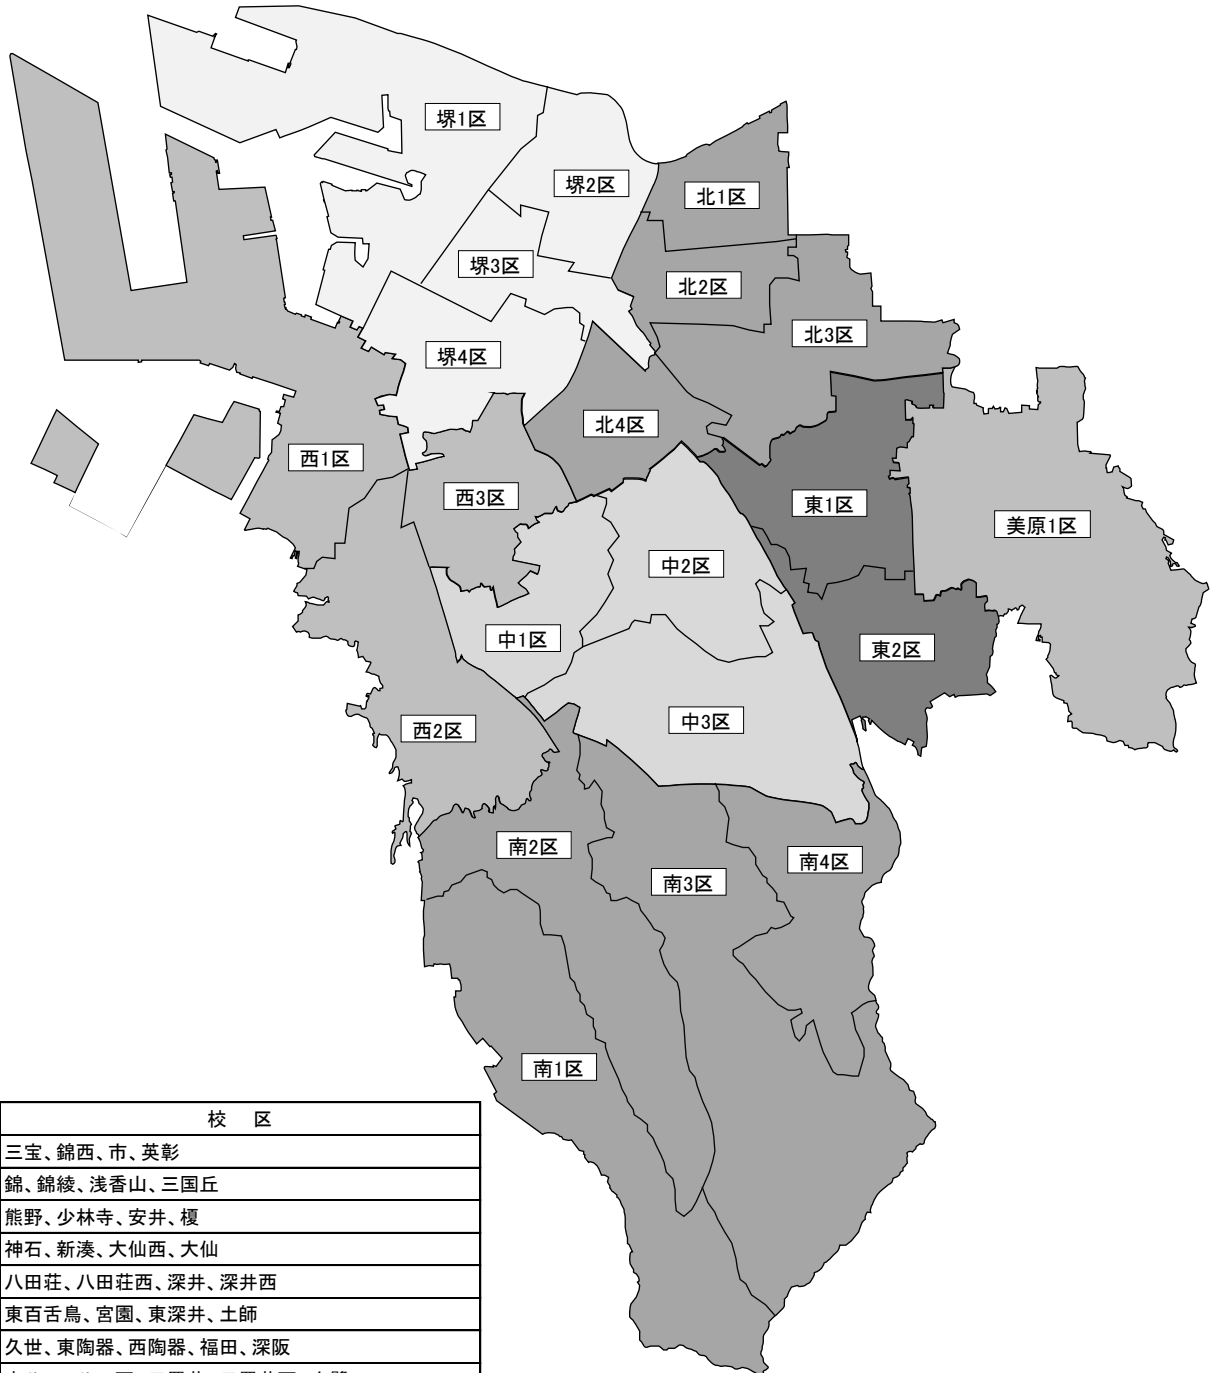 堺1区
堺2区
北1区
堺3区
北2区
北3区
堺4区
北4区
西1区
西3区
東1区
美原1区
中2区
中1区
東2区
中3区
西2区
南2区
南4区
南3区
南1区
校 区
三宝、錦西、市、英彰
錦、錦綾、浅香山、三国丘
熊野、少林寺、安井、榎
神石、新湊、大仙西、大仙
八田荘、八田荘西、深井、深井西
東百舌鳥、宮園、東深井、土師
久世、東陶器、西陶器、福田、深阪